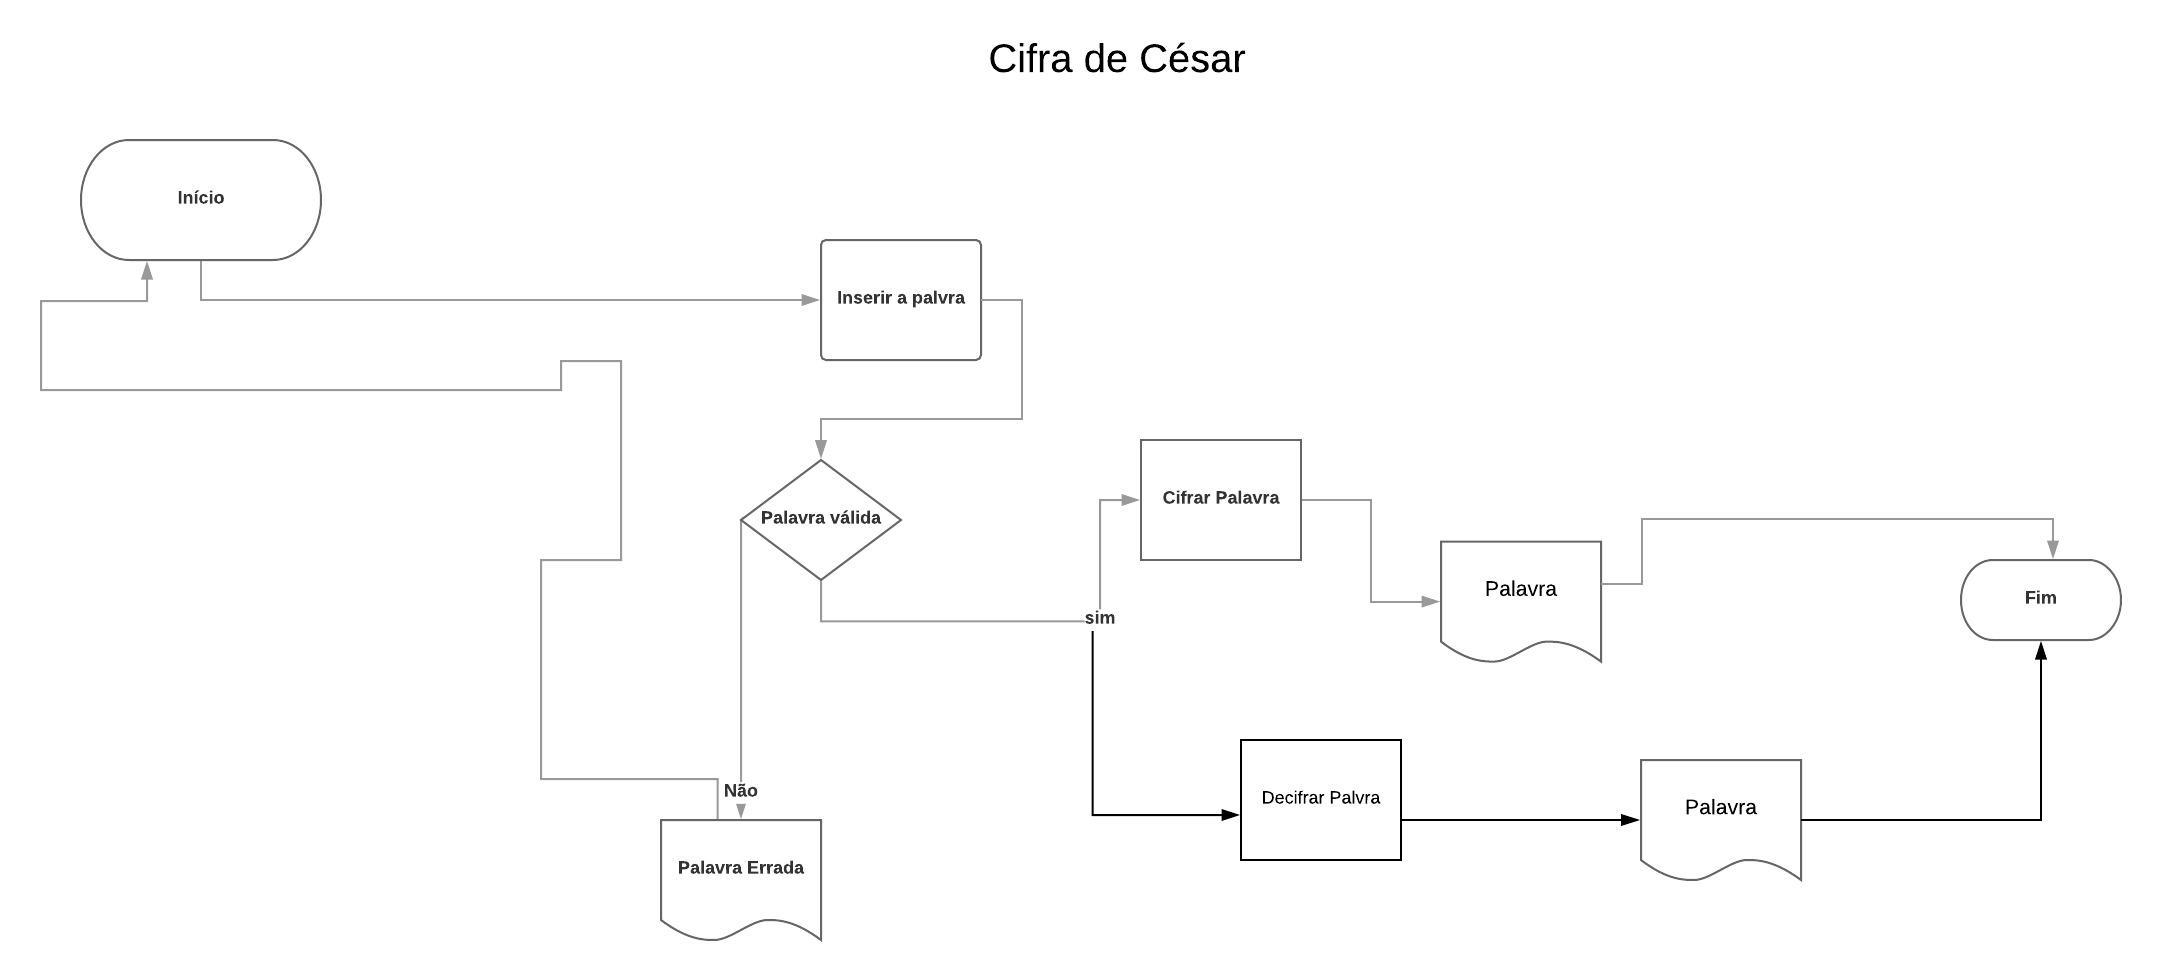 Cifra de César
Início
Inserir a palvra
Palavra válida
Cifrar Palavra
Palavra
Fim
sim
Não
Decifrar Palvra
Palavra
Palavra Errada